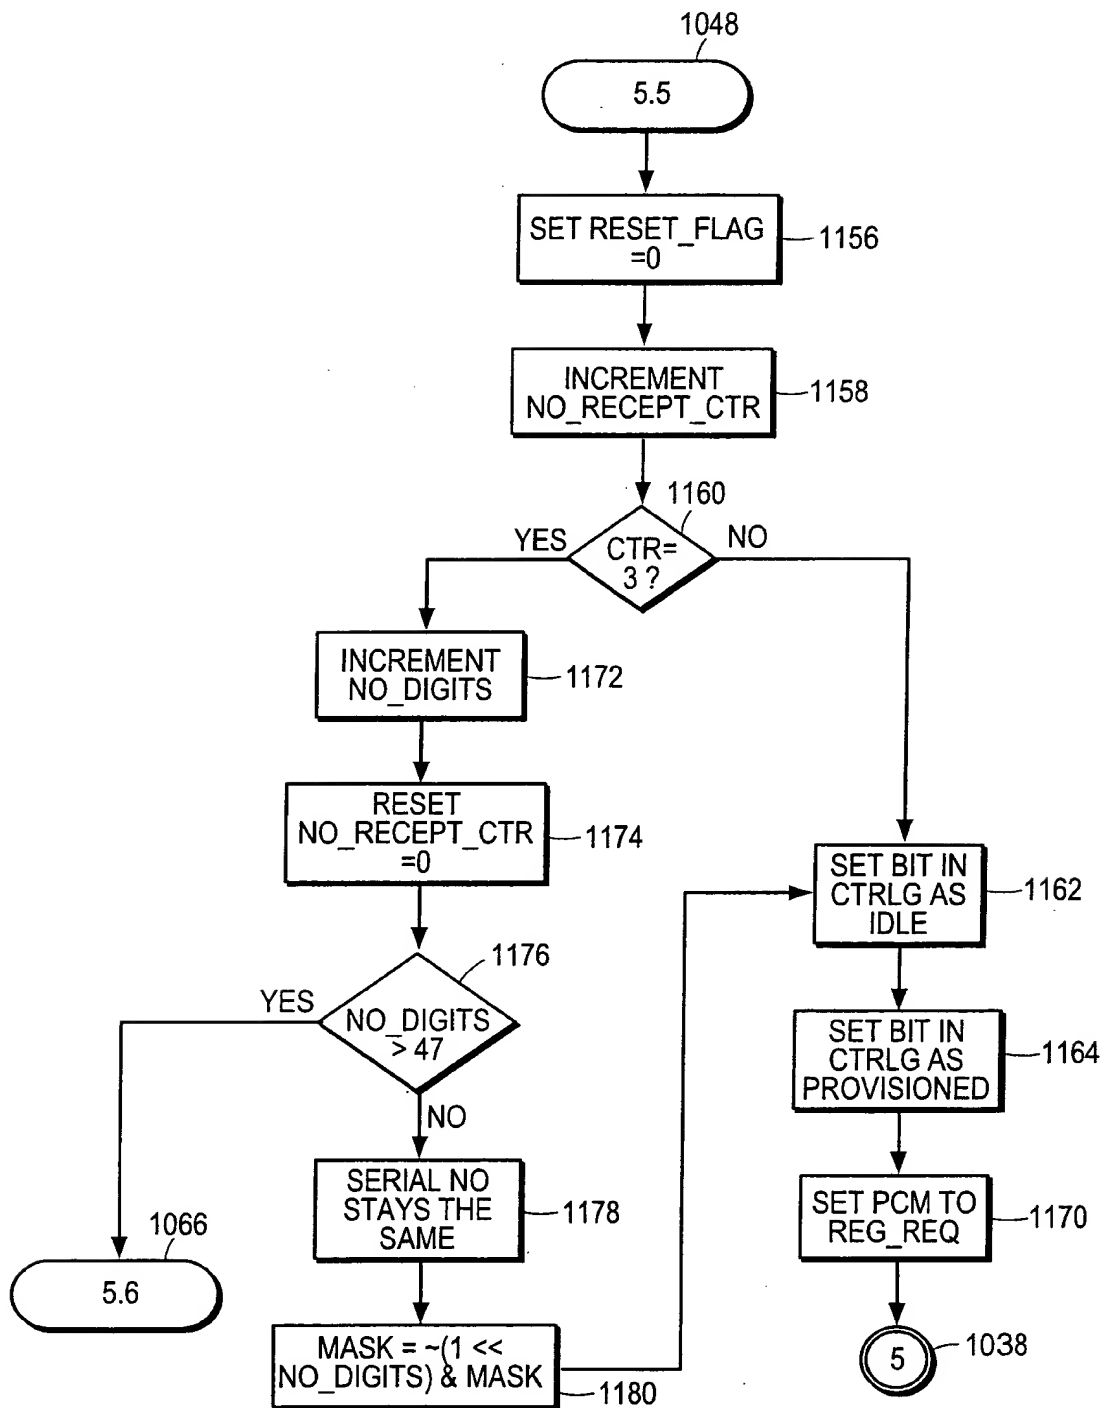 1048
5.5
SET RESET_FLAG
=0
1156
INCREMENT
NO_RECEPT_CTR
1158
1160
YES
NO
CTR=
3 ?
INCREMENT
NO_DIGITS
1172
RESET
NO_RECEPT_CTR
=0
1174
SET BIT IN
CTRLG AS
IDLE
1162
1176
YES
NO_DIGITS
> 47
NO
SET BIT IN
CTRLG AS
PROVISIONED
1164
SERIAL NO
STAYS THE
SAME
1178
SET PCM TO
REG_REQ
1170
1066
5.6
MASK = ~(1 <<
NO_DIGITS) & MASK
1180
5
1038